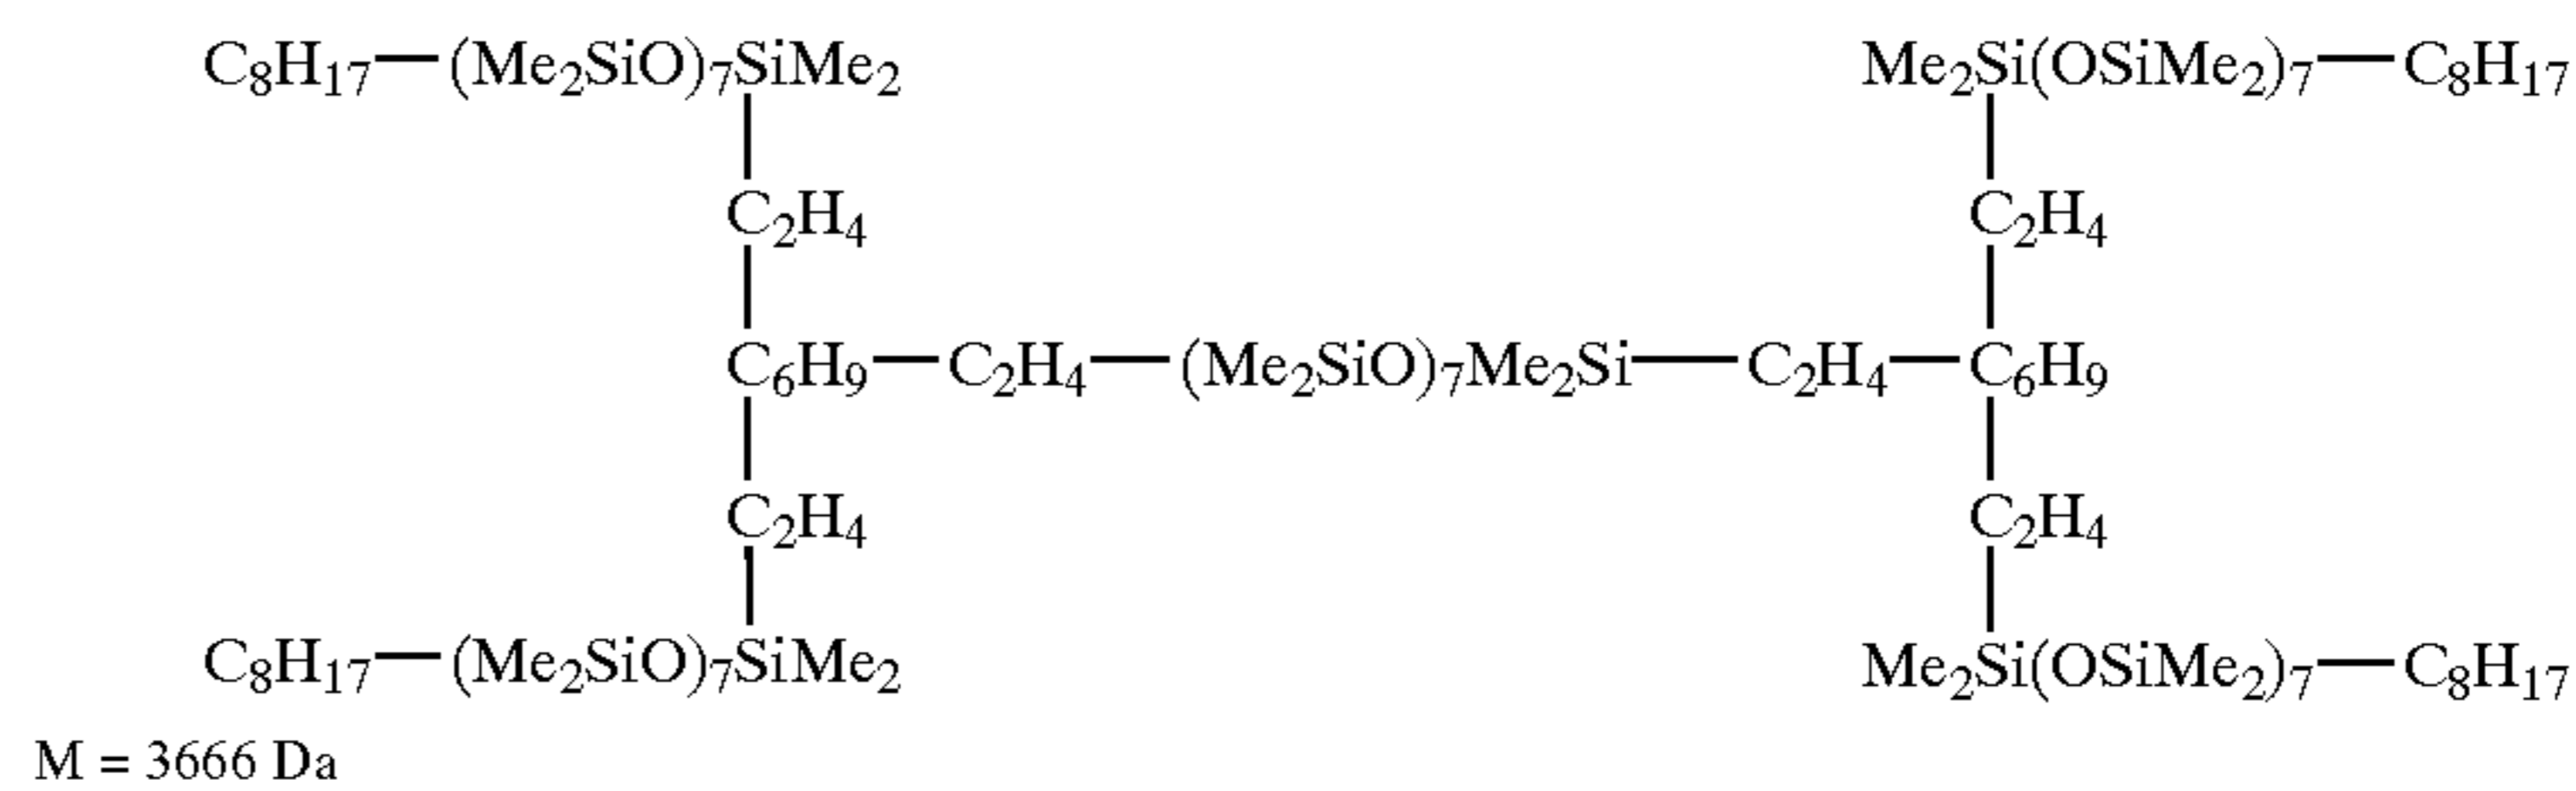 C₈H₁₇—(Me₂SiO)₇SiMe₂ Me₂Si(OSiMe₂)₇—C₈H₁₇
C₂H₄ C₂H₄
C₆H₉—C₂H₄—(Me₂SiO)₇Me₂Si—C₂H₄—C₆H₉
C₂H₄ C₂H₄
C₈H₁₇—(Me₂SiO)₇SiMe₂ Me₂Si(OSiMe₂)₇—C₈H₁₇
M = 3666 Da